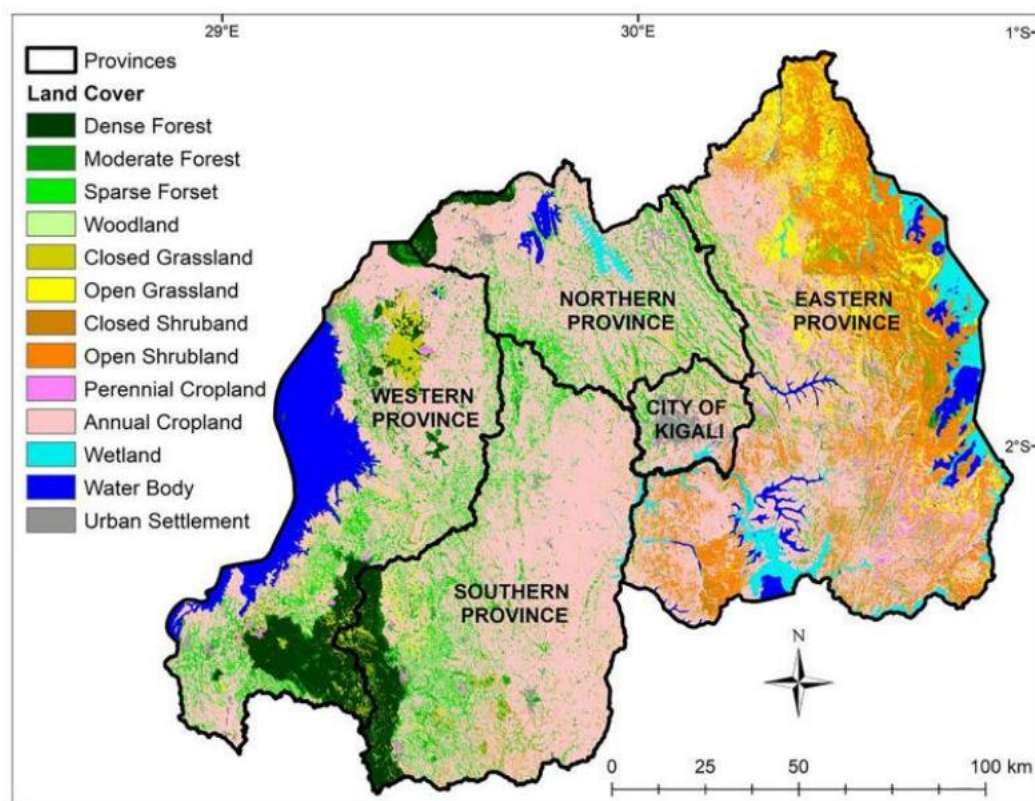 29°E
30°E
1°S
Provinces
Land Cover
Dense Forest
Moderate Forest
Sparse Forset
Woodland
Closed Grassland
Open Grassland
Closed Shruband
Open Shrubland
Perennial Cropland
Annual Cropland
Wetland
Water Body
Urban Settlement
NORTHERN
PROVINCE
EASTERN
PROVINCE
WESTERN
PROVINCE
CITY OF
KIGALI
2°S
SOUTHERN
PROVINCE
N
0 25 50 100 km